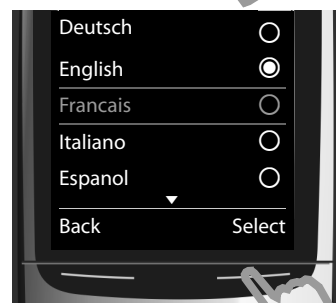 Deutsch
English
Francais
Italiano
Espanol
Back Select